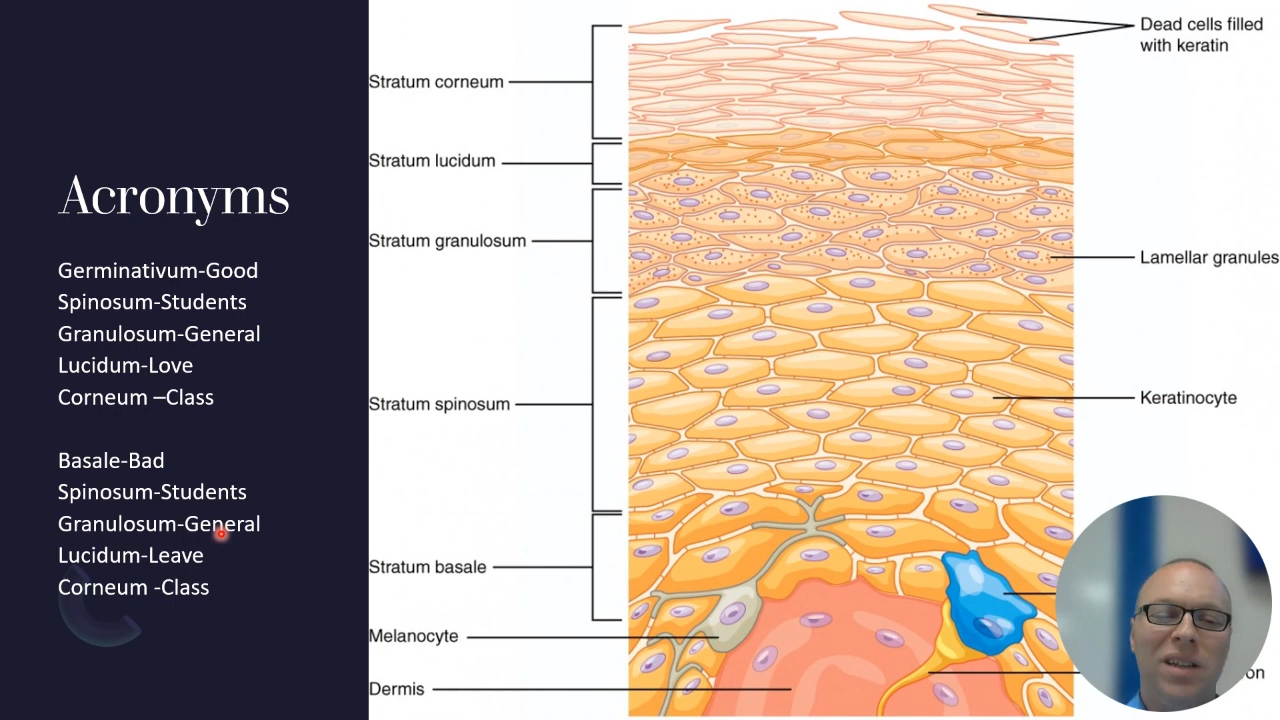 Acronyms
Germinativum-Good
Spinosum-Students
Granulosum-General
Lucidum-Love
Corneum –Class
Basale-Bad
Spinosum-Students
Granulosum-General
Lucidum-Leave
Corneum -Class
Stratum corneum
Stratum lucidum
Stratum granulosum
Stratum spinosum
Stratum basale
Melanocyte
Dermis
Dead cells filled
with keratin
Lamellar granules
Keratinocyte